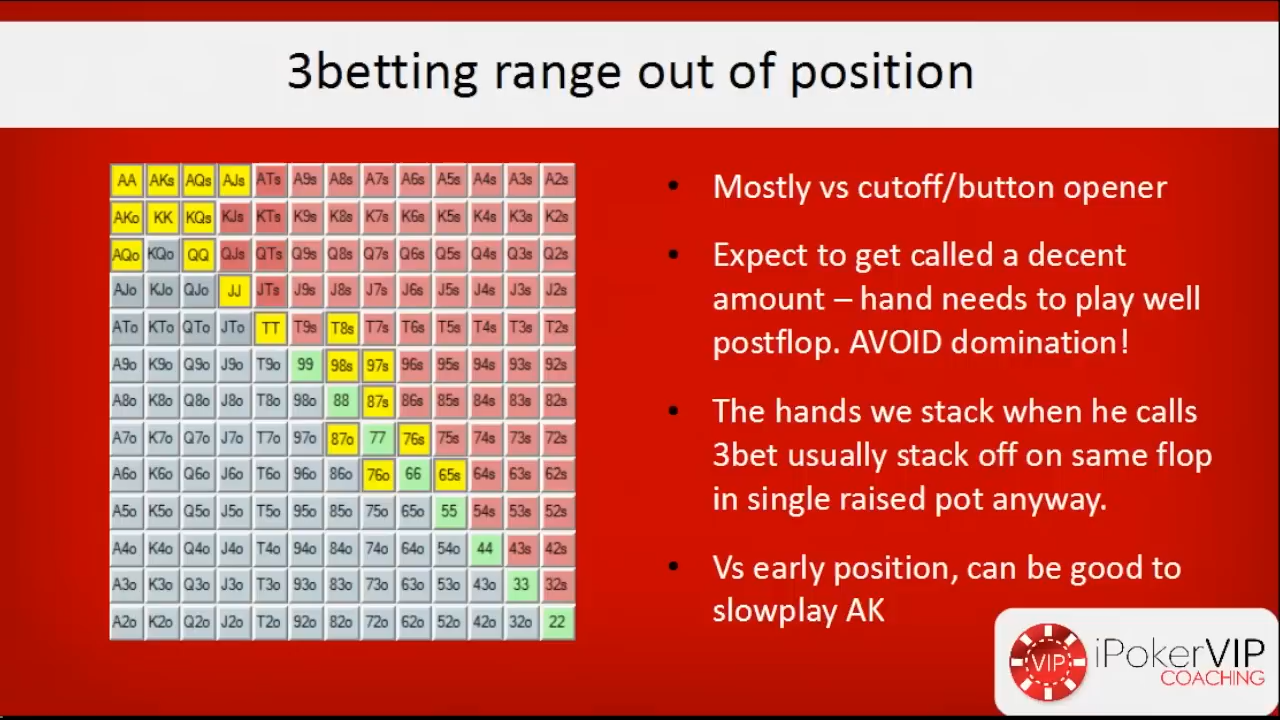 3betting range out of position
AA AKs AQs AJs ATs A9s A8s A7s A6s A5s A4s A3s A2s
AKo KK KQs KJs KTs K9s K8s K7s K6s K5s K4s K3s K2s
AQo KQo QQ QJs QTs Q9s Q8s Q7s Q6s Q5s Q4s Q3s Q2s
AJo KJo QJo JJ JTs J9s J8s J7s J6s J5s J4s J3s J2s
ATo KTo QTo JTo TT T9s T8s T7s T6s T5s T4s T3s T2s
A9o K9o Q9o J9o T9o 99 98s 97s 96s 95s 94s 93s 92s
A8o K8o Q8o J8o T8o 98o 88 87s 86s 85s 84s 83s 82s
A7o K7o Q7o J7o T7o 97o 87o 77 76s 75s 74s 73s 72s
A6o K6o Q6o J6o T6o 96o 86o 76o 66 65s 64s 63s 62s
A5o K5o Q5o J5o T5o 95o 85o 75o 65o 55 54s 53s 52s
A4o K4o Q4o J4o T4o 94o 84o 74o 64o 54o 44 43s 42s
A3o K3o Q3o J3o T3o 93o 83o 73o 63o 53o 43o 33 32s
A2o K2o Q2o J2o T2o 92o 82o 72o 62o 52o 42o 32o 22
• Mostly vs cutoff/button opener
• Expect to get called a decent
amount – hand needs to play well
postflop. AVOID domination!
• The hands we stack when he calls
3bet usually stack off on same flop
in single raised pot anyway.
• Vs early position, can be good to
slowplay AK
VIP iPokerVIP
COACHING